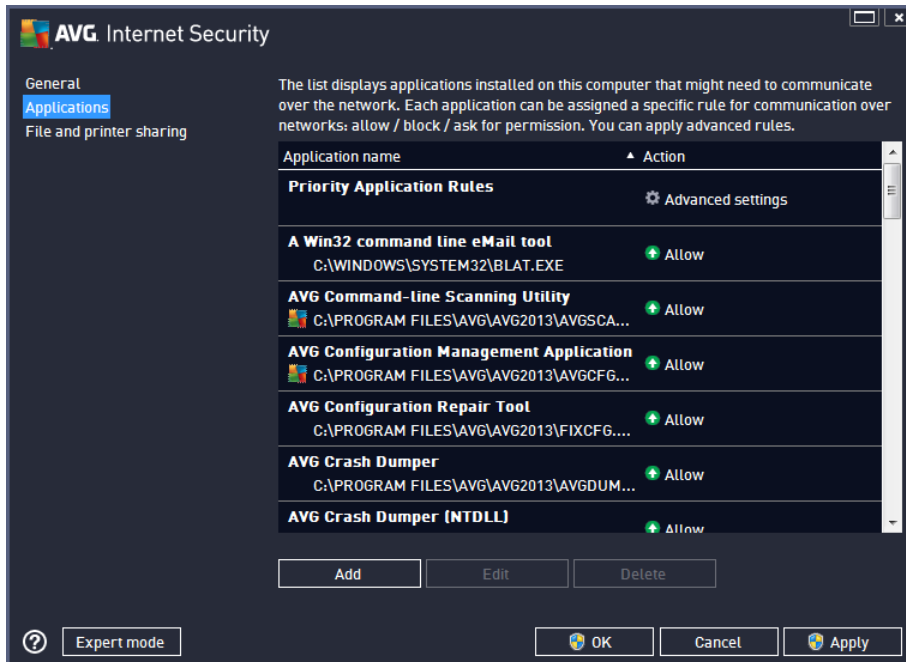 AVG. Internet Security
General
Applications
File and printer sharing
The list displays applications installed on this computer that might need to communicate
over the network. Each application can be assigned a specific rule for communication over
networks: allow / block / ask for permission. You can apply advanced rules.
Application name Action
Priority Application Rules
Advanced settings
A Win32 command line eMail tool
C:\WINDOWS\SYSTEM32\BLAT.EXE
Allow
AVG Command-line Scanning Utility
C:\PROGRAM FILES\AVG\AVG2013\AVGSCA...
Allow
AVG Configuration Management Application
C:\PROGRAM FILES\AVG\AVG2013\AVGCFG...
Allow
AVG Configuration Repair Tool
C:\PROGRAM FILES\AVG\AVG2013\FIXCFG....
Allow
AVG Crash Dumper
C:\PROGRAM FILES\AVG\AVG2013\AVGDUM...
Allow
AVG Crash Dumper (NTDLL)
Allow
Add Edit Delete
? Expert mode OK Cancel Apply